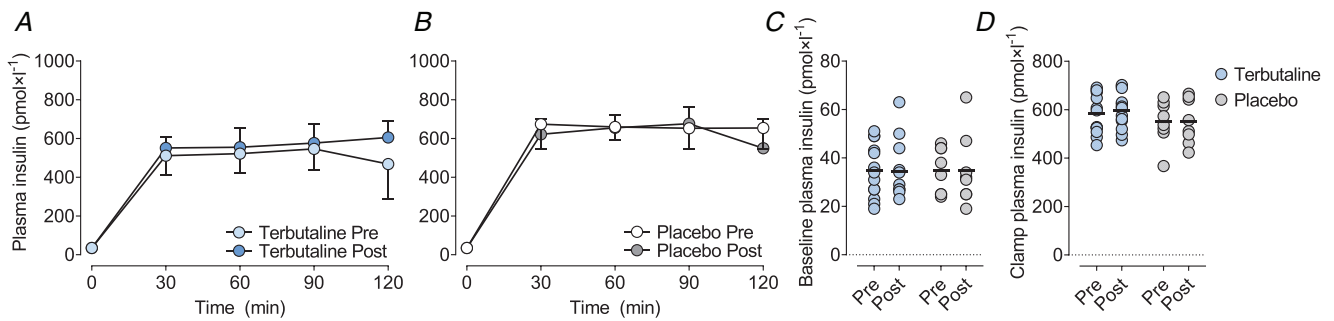 A
Plasma insulin (pmol×l⁻¹)
1000
800
600
400
200
0
Terbutaline Pre
Terbutaline Post
0 30 60 90 120
Time (min)
B
1000
800
600
400
200
0
Placebo Pre
Placebo Post
0 30 60 90 120
Time (min)
C
Baseline plasma insulin (pmol×l⁻¹)
80
60
40
20
0
Pre Post Pre Post
D
Clamp plasma insulin (pmol×l⁻¹)
800
600
400
200
0
Pre Post Pre Post
Terbutaline
Placebo